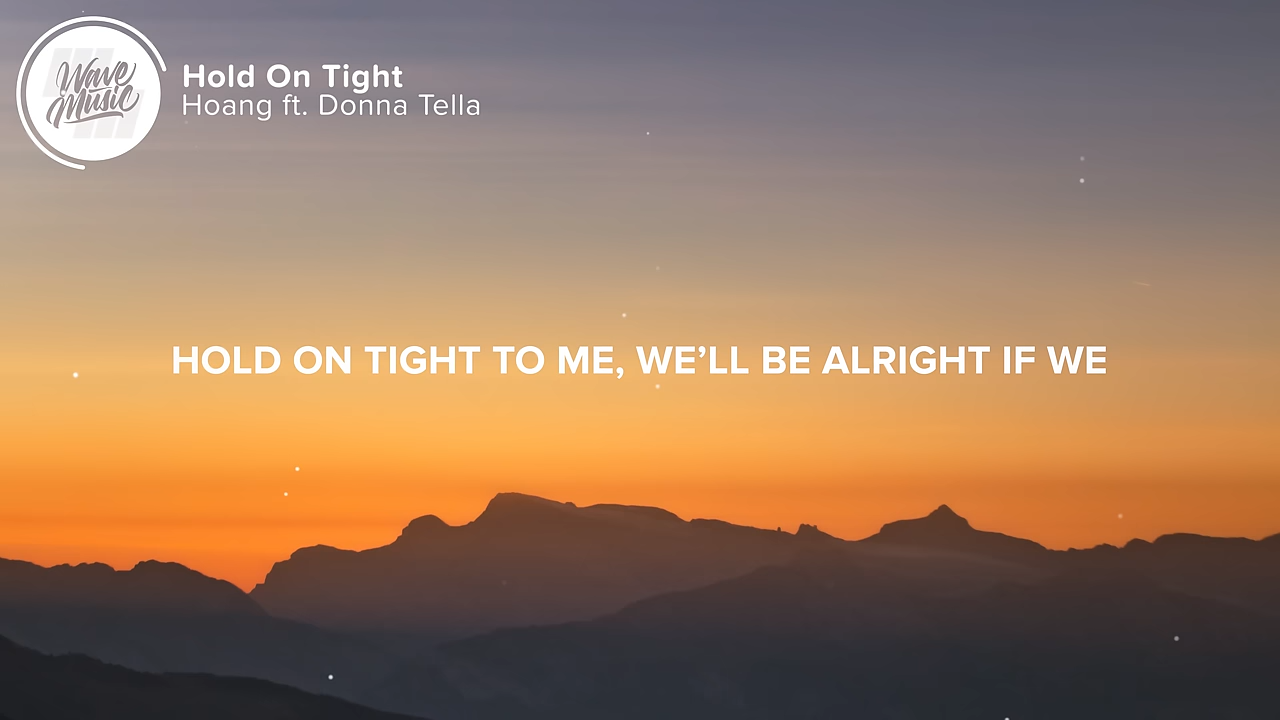 Wave
Music
Hold On Tight
Hoang ft. Donna Tella
HOLD ON TIGHT TO ME, WE’LL BE ALRIGHT IF WE